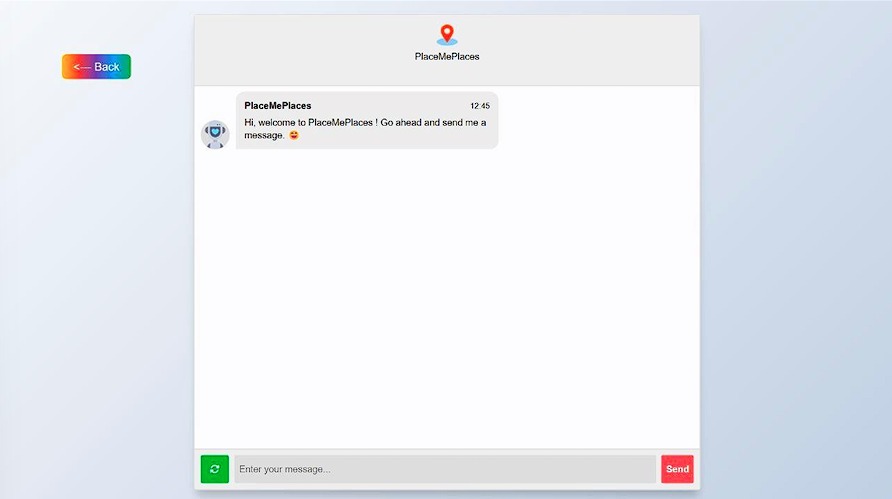 <--- Back
PlaceMePlaces
PlaceMePlaces 12:45
Hi, welcome to PlaceMePlaces ! Go ahead and send me a
message. 😄
Enter your message...
Send